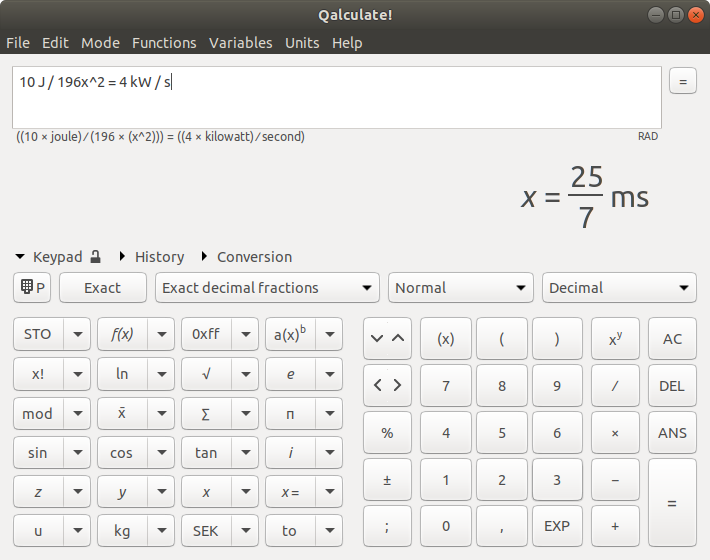 Qalculate!
File Edit Mode Functions Variables Units Help
10 J / 196x^2 = 4 kW / s
=
((10 × joule)/(196 × (x^2))) = ((4 × kilowatt)/second)
RAD
x = 25/7 ms
Keypad History Conversion
P Exact Exact decimal fractions Normal Decimal
STO f(x) 0xff a(x)ᵇ (x) ( ) xʸ AC
x! ln √ e 7 8 9 / DEL
mod x̄ ∑ π % 4 5 6 × ANS
sin cos tan i ± 1 2 3 − =
z y x x = ; 0 , EXP +
u kg SEK to